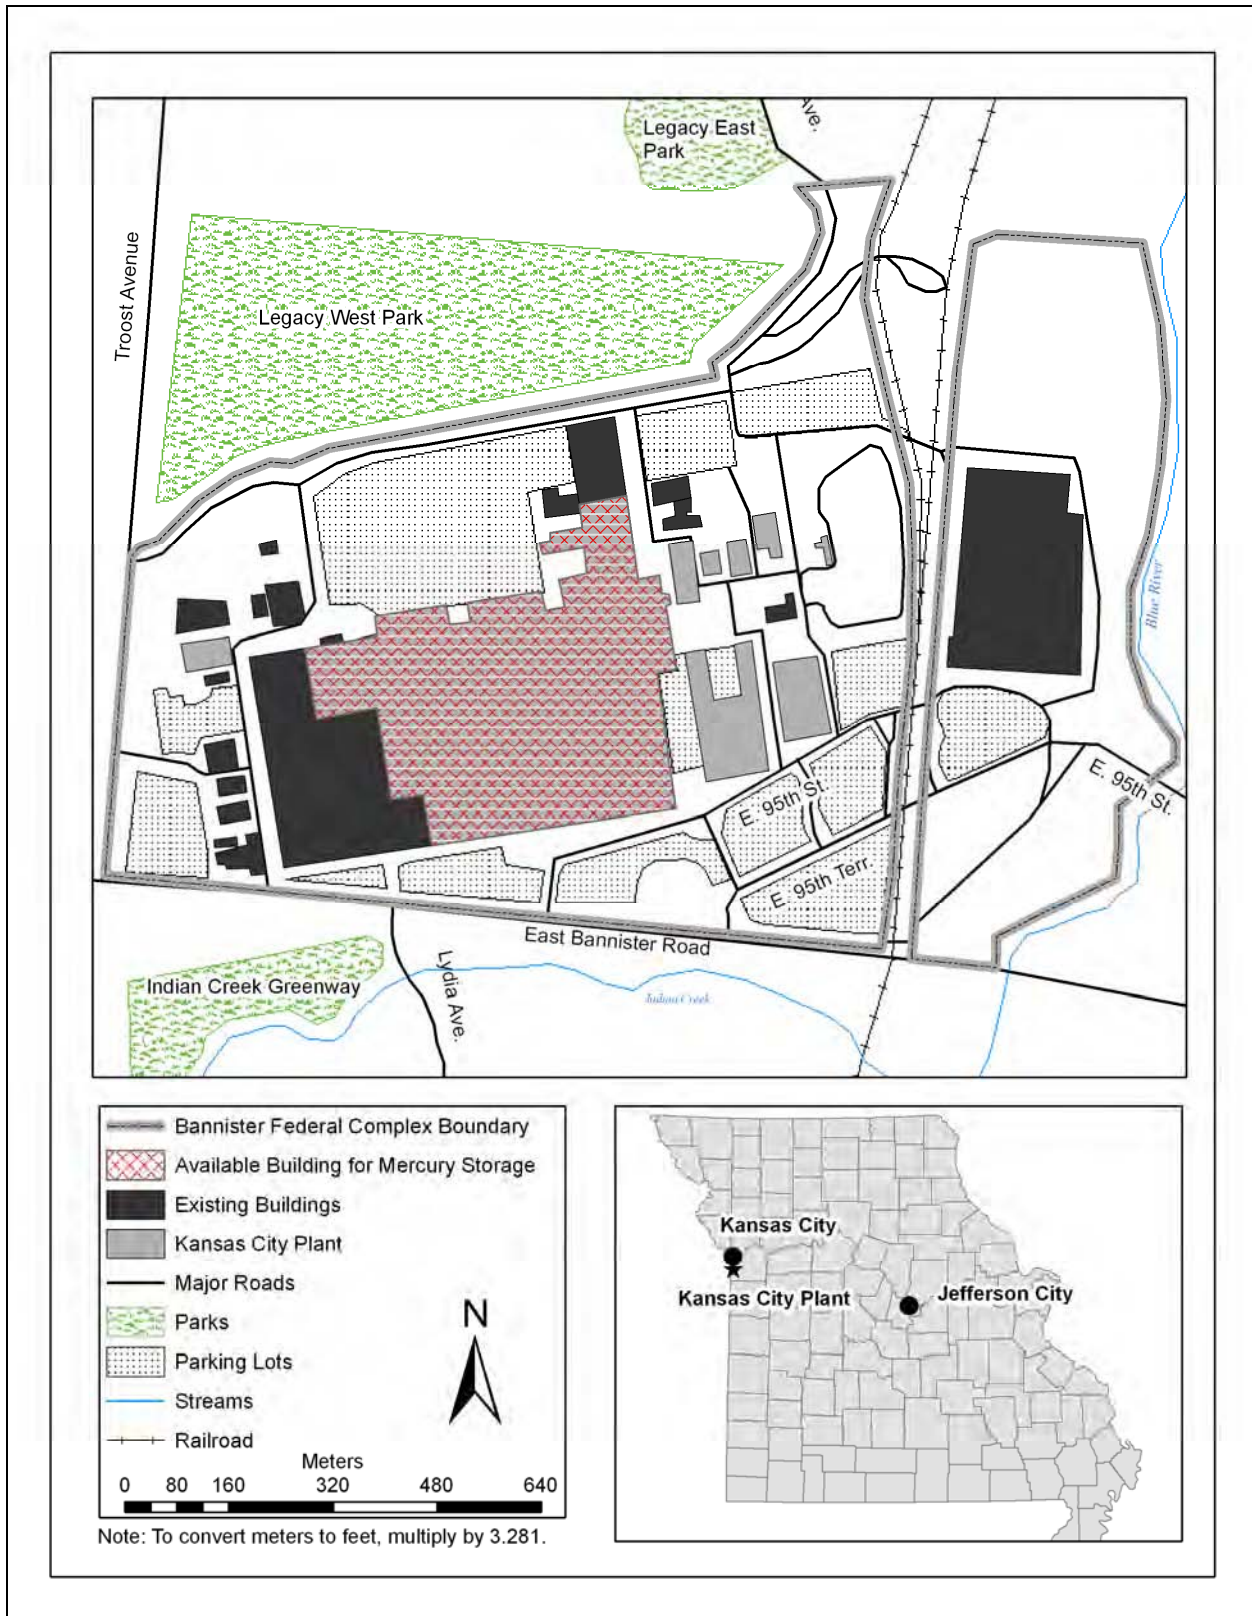 Ave.
Legacy East
Park
Troost Avenue
Legacy West Park
Blue River
E. 95th St.
E. 95th St.
E. 95th Terr.
East Bannister Road
Lydia Ave.
Indian Creek Greenway
Indian Creek
Bannister Federal Complex Boundary
Available Building for Mercury Storage
Existing Buildings
Kansas City Plant
Major Roads
Parks
Parking Lots
Streams
Railroad
N
Meters
0 80 160 320 480 640
Note: To convert meters to feet, multiply by 3.281.
Kansas City
Kansas City Plant
Jefferson City